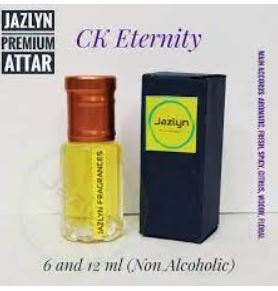 JAZLYN
PREMIUM
ATTAR
CK Eternity
MAIN ACCORDS: AROMATIC, FRESH, SPICY, CITRUS, WOODY, FLORAL
Jazlyn
JAZLYN FRAGRANCES
6 and 12 ml (Non Alcoholic)